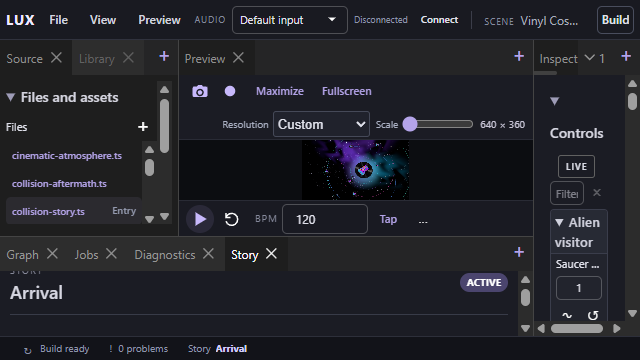 LUX File View Preview AUDIO Default input Disconnected Connect SCENE Vinyl Cos... Build
Source Library + Preview + Inspect 1 +
Files and assets
Files +
cinematic-atmosphere.ts
collision-aftermath.ts
collision-story.ts Entry
Maximize Fullscreen
Resolution Custom Scale 640 × 360
BPM 120 Tap ...
Controls
LIVE
Filter
Alien visitor
Saucer ...
1
Graph Jobs Diagnostics Story +
STORY
Arrival ACTIVE
Build ready ! 0 problems Story Arrival